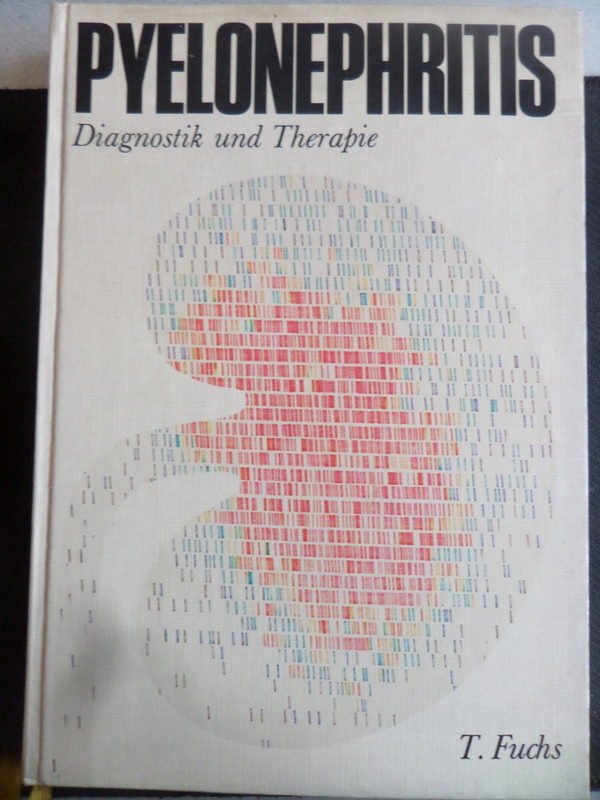 PYELONEPHRITIS
Diagnostik und Therapie
T. Fuchs